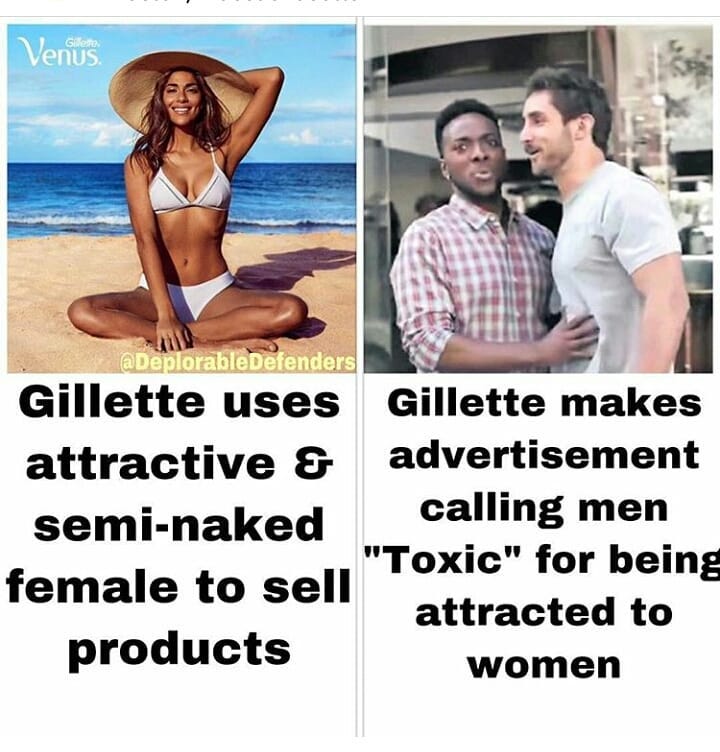 Gillette
Venus.
@DeplorableDefenders
Gillette uses
attractive &
semi-naked
female to sell
products
Gillette makes
advertisement
calling men
"Toxic" for being
attracted to
women